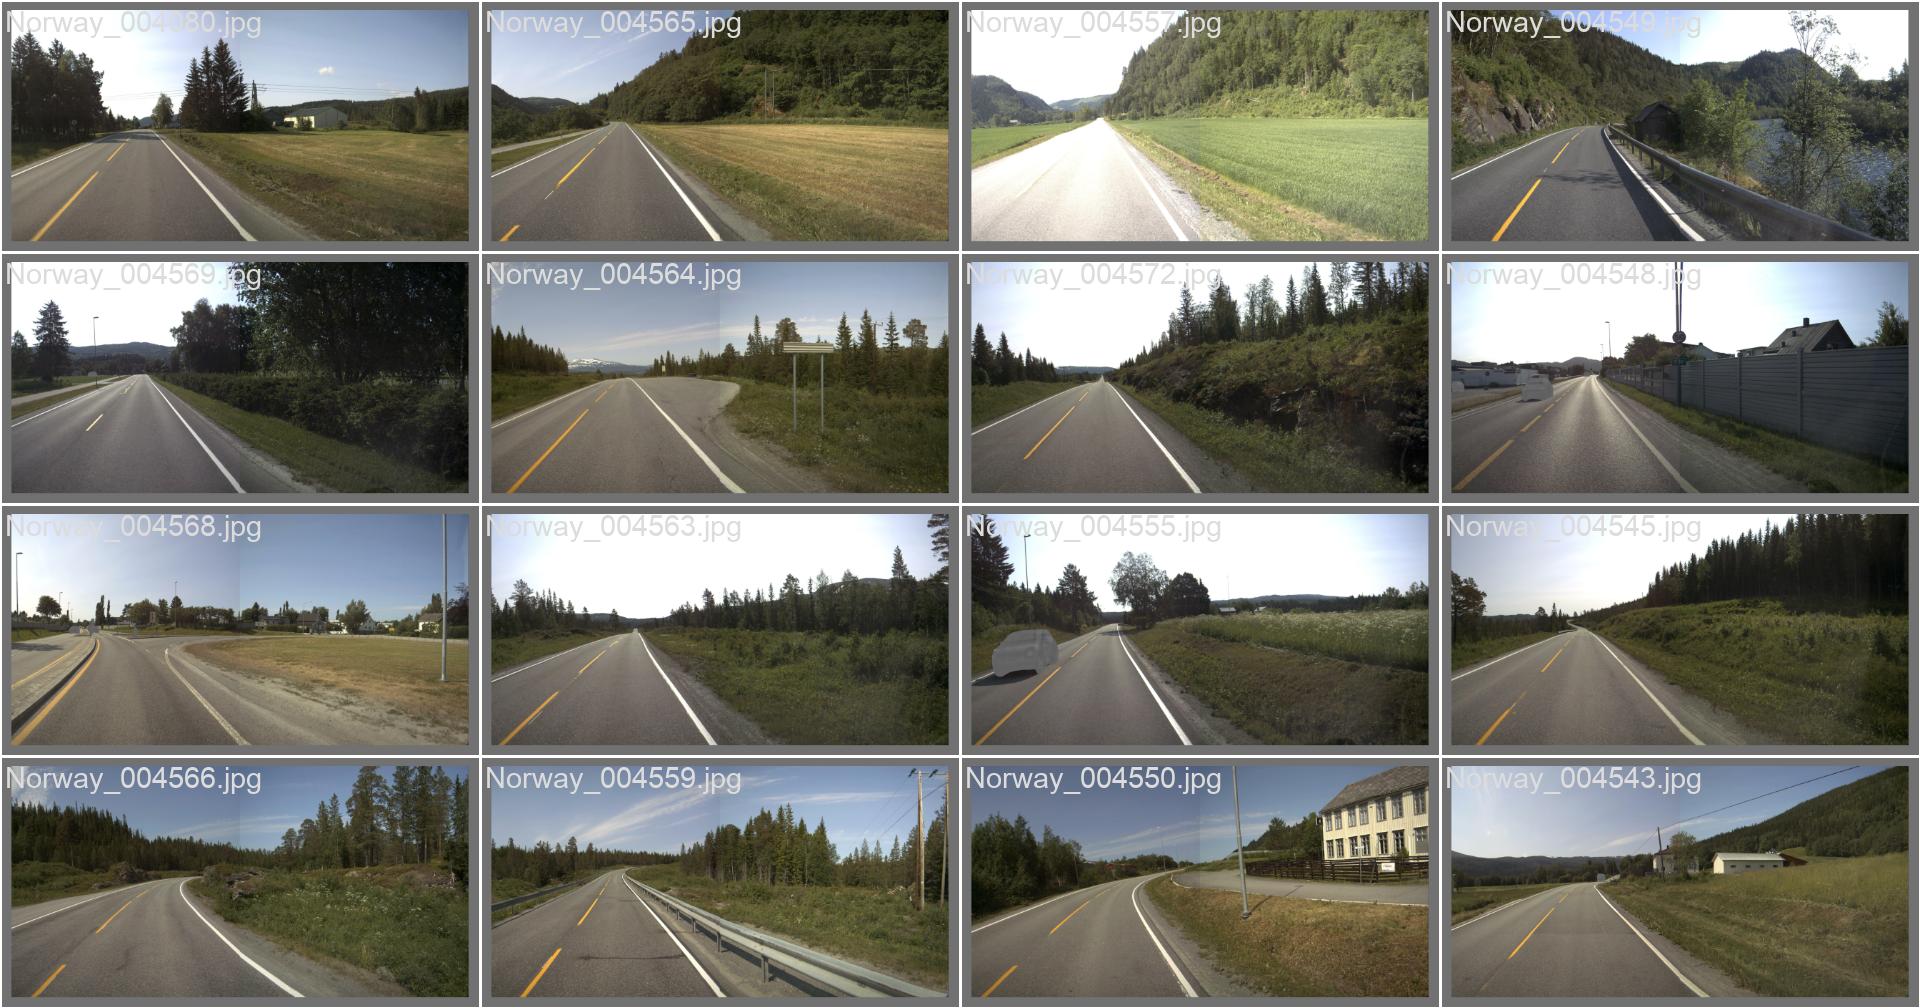 Norway_004080.jpg
Norway_004565.jpg
Norway_004557.jpg
Norway_004549.jpg
Norway_004569.jpg
Norway_004564.jpg
Norway_004572.jpg
Norway_004548.jpg
Norway_004568.jpg
Norway_004563.jpg
Norway_004555.jpg
Norway_004545.jpg
Norway_004566.jpg
Norway_004559.jpg
Norway_004550.jpg
Norway_004543.jpg